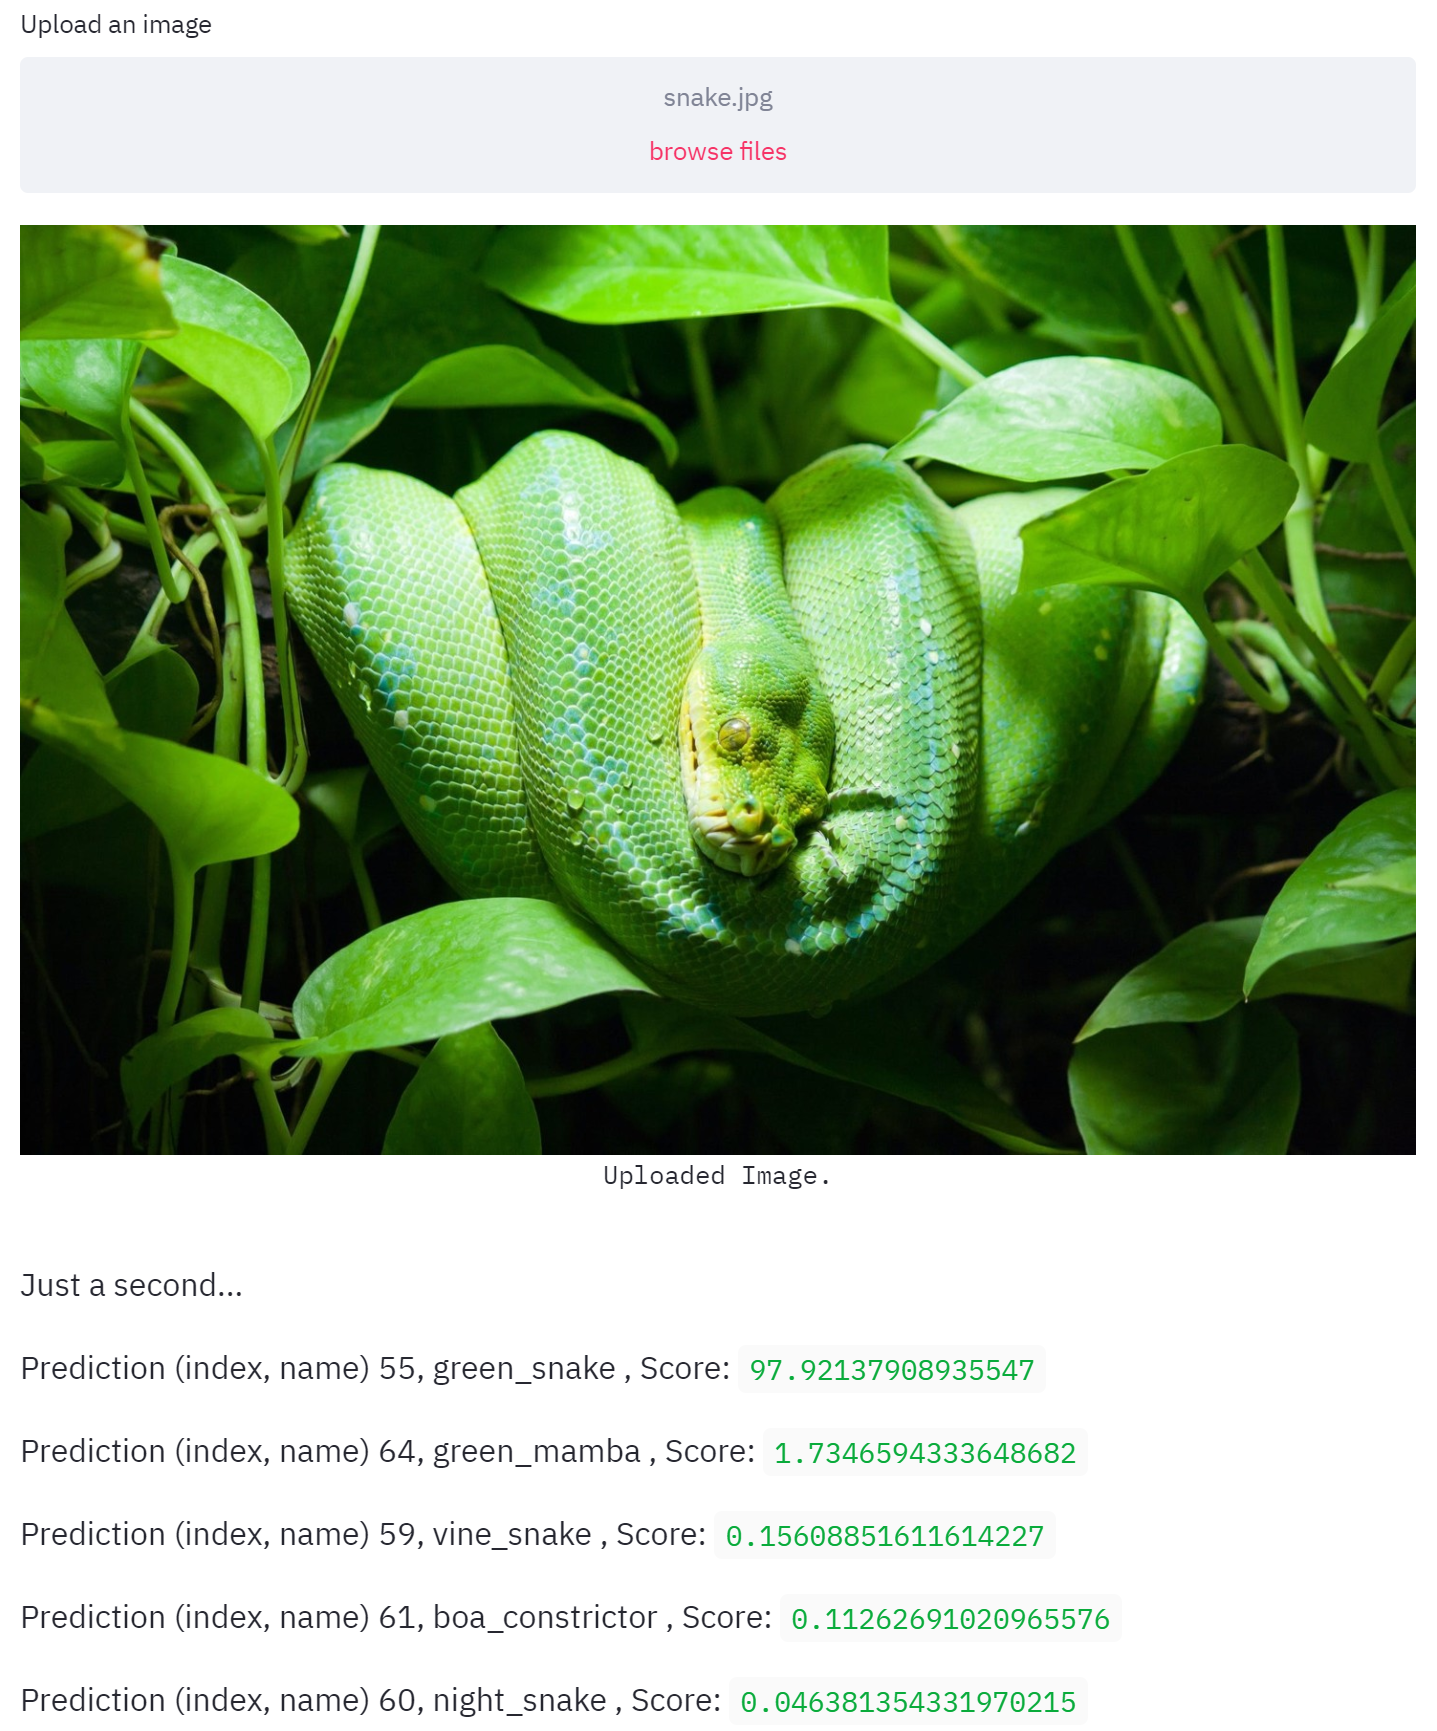 Upload an image
snake.jpg
browse files
Uploaded Image.
Just a second...
Prediction (index, name) 55, green_snake , Score: 97.92137908935547
Prediction (index, name) 64, green_mamba , Score: 1.7346594333648682
Prediction (index, name) 59, vine_snake , Score: 0.15608851611614227
Prediction (index, name) 61, boa_constrictor , Score: 0.11262691020965576
Prediction (index, name) 60, night_snake , Score: 0.046381354331970215